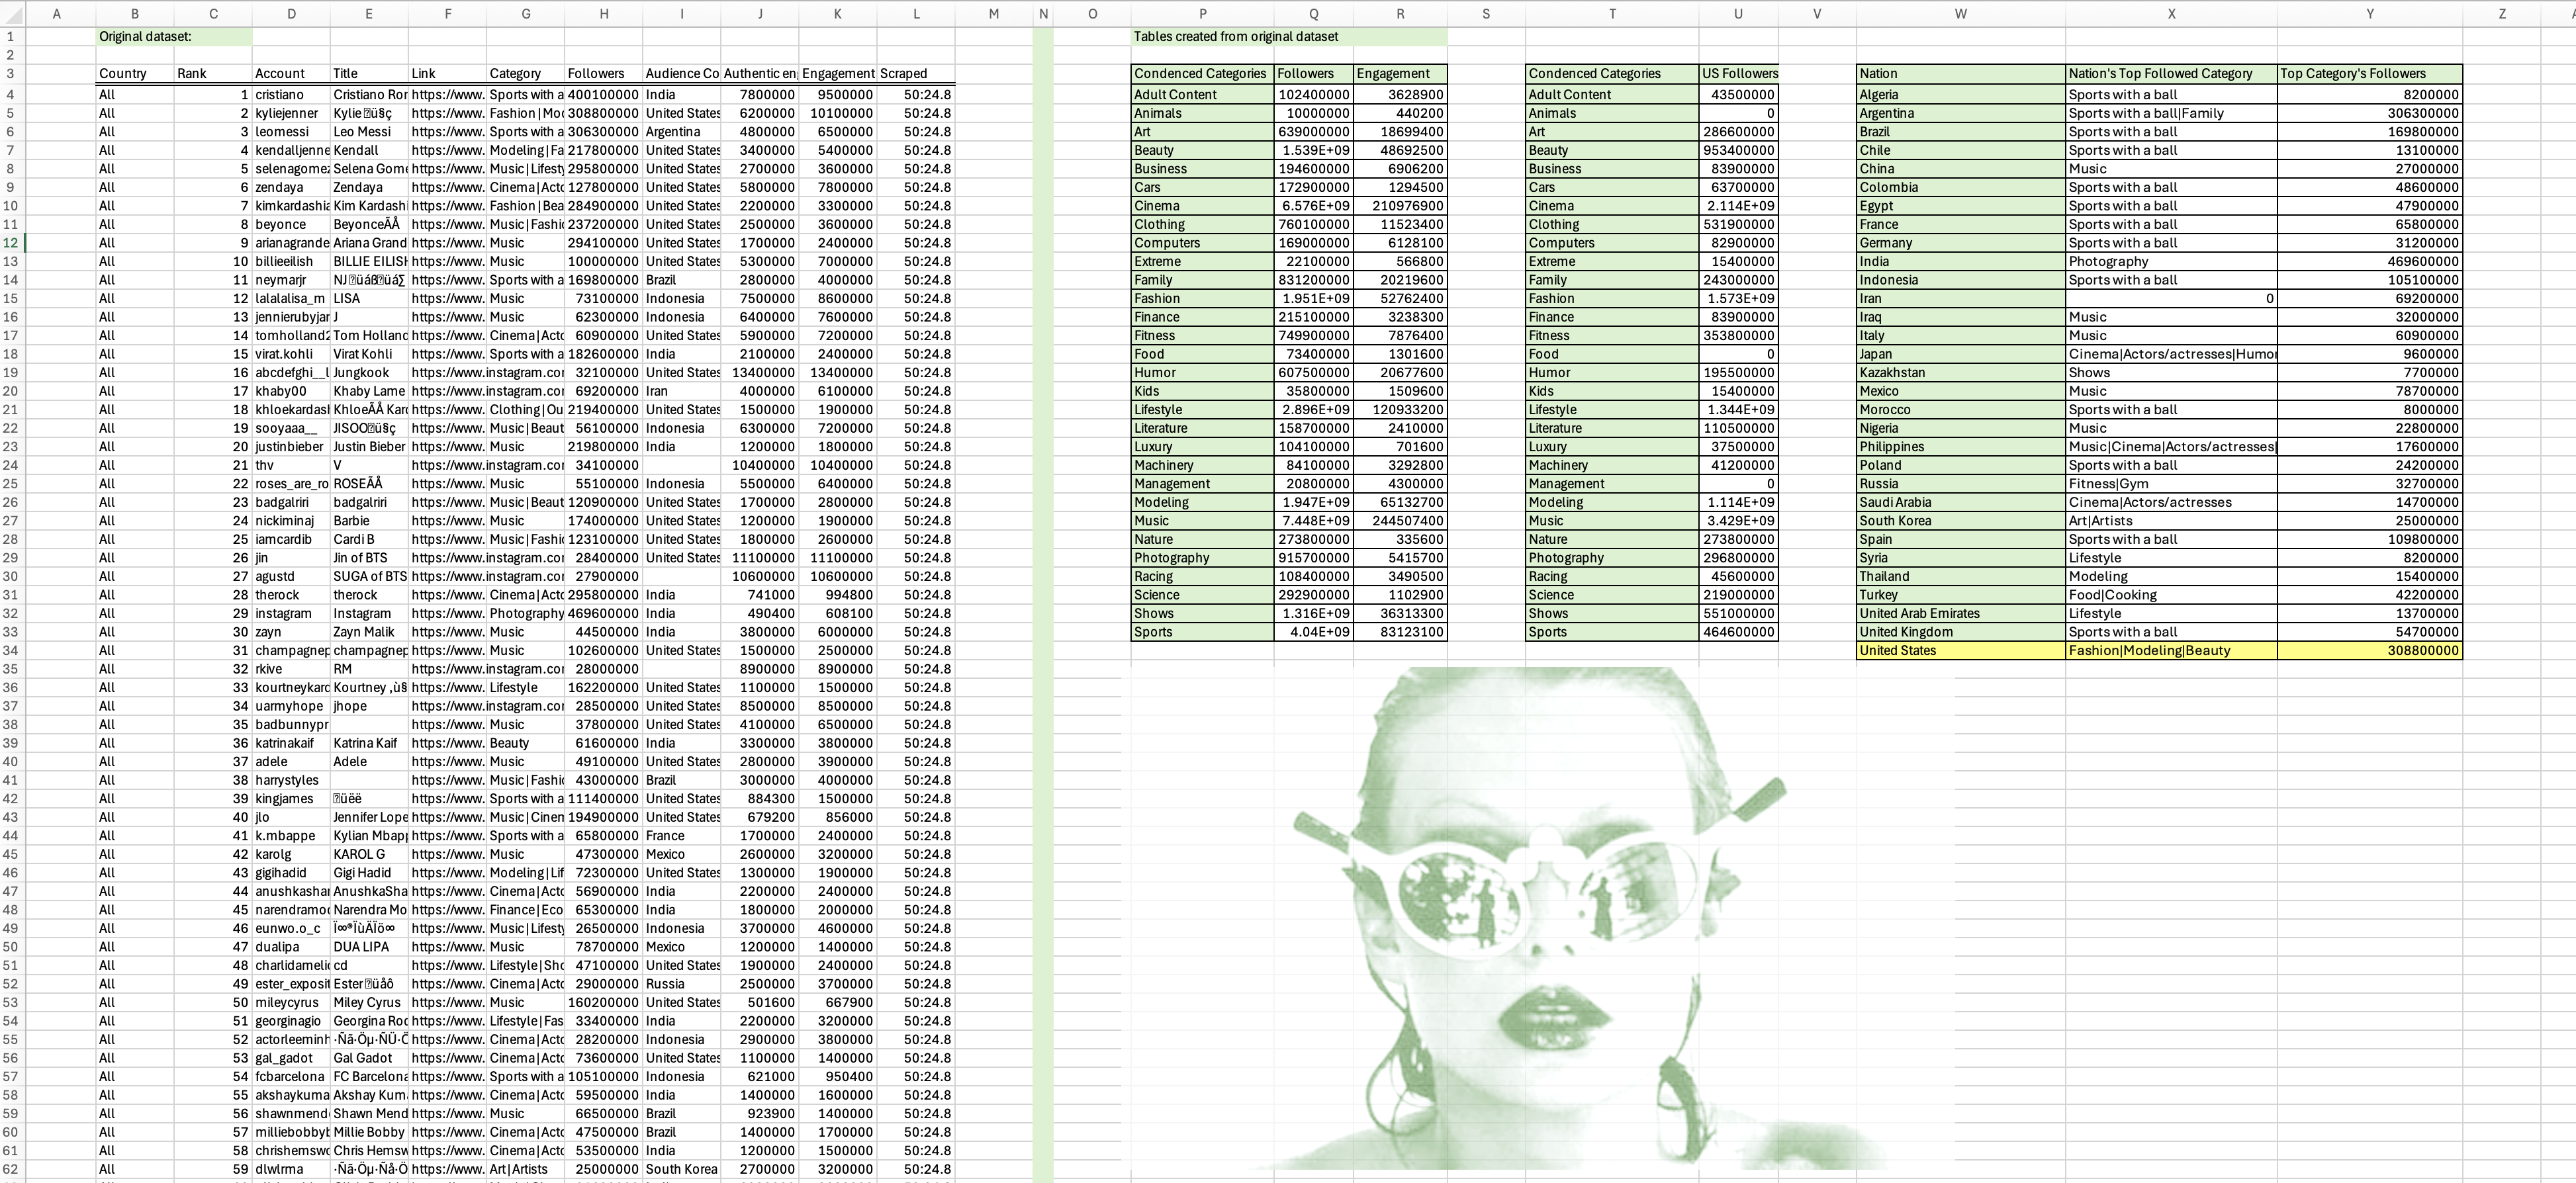 A B C D E F G H I J K L M N O P Q R S T U V W X Y Z
1 Original dataset: Tables created from original dataset
2
3 Country Rank Account Title Link Category Followers Audience Co Authentic en Engagement Scraped Condenced Categories Followers Engagement Condenced Categories US Followers Nation Nation's Top Followed Category Top Category's Followers
4 All 1 cristiano Cristiano Ror https://www. Sports with a 400100000 India 7800000 9500000 50:24.8 Adult Content 102400000 3628900 Adult Content 43500000 Algeria Sports with a ball 8200000
5 All 2 kyliejenner Kylie https://www. Fashion|Mod 308800000 United States 6200000 10100000 50:24.8 Animals 10000000 440200 Animals 0 Argentina Sports with a ball|Family 306300000
6 All 3 leomessi Leo Messi https://www. Sports with a 306300000 Argentina 4800000 6500000 50:24.8 Art 639000000 18699400 Art 286600000 Brazil Sports with a ball 169800000
7 All 4 kendalljenne Kendall https://www. Modeling|Fa 217800000 United States 3400000 5400000 50:24.8 Beauty 1.539E+09 48692500 Beauty 953400000 Chile Sports with a ball 13100000
8 All 5 selenagomez Selena Gome https://www. Music|Lifesty 295800000 United States 2700000 3600000 50:24.8 Business 194600000 6906200 Business 83900000 China Music 27000000
9 All 6 zendaya Zendaya https://www. Cinema|Acto 127800000 United States 5800000 7800000 50:24.8 Cars 172900000 1294500 Cars 63700000 Colombia Sports with a ball 48600000
10 All 7 kimkardashia Kim Kardashi https://www. Fashion|Bea 284900000 United States 2200000 3300000 50:24.8 Cinema 6.576E+09 210976900 Cinema 2.114E+09 Egypt Sports with a ball 47900000
11 All 8 beyonce BeyonceÃÅ https://www. Music|Fashi 237200000 United States 2500000 3600000 50:24.8 Clothing 760100000 11523400 Clothing 531900000 France Sports with a ball 65800000
12 All 9 arianagrande Ariana Grand https://www. Music 294100000 United States 1700000 2400000 50:24.8 Computers 169000000 6128100 Computers 82900000 Germany Sports with a ball 31200000
13 All 10 billieeilish BILLIE EILISH https://www. Music 100000000 United States 5300000 7000000 50:24.8 Extreme 22100000 566800 Extreme 15400000 India Photography 469600000
14 All 11 neymarjr NJ https://www. Sports with a 169800000 Brazil 2800000 4000000 50:24.8 Family 831200000 20219600 Family 243000000 Indonesia Sports with a ball 105100000
15 All 12 lalalalisa_m LISA https://www. Music 73100000 Indonesia 7500000 8600000 50:24.8 Fashion 1.951E+09 52762400 Fashion 1.573E+09 Iran 0 69200000
16 All 13 jennierubyjar J https://www. Music 62300000 Indonesia 6400000 7600000 50:24.8 Finance 215100000 3238300 Finance 83900000 Iraq Music 32000000
17 All 14 tomholland2 Tom Holland https://www. Cinema|Acto 60900000 United States 5900000 7200000 50:24.8 Fitness 749900000 7876400 Fitness 353800000 Italy Music 60900000
18 All 15 virat.kohli Virat Kohli https://www. Sports with a 182600000 India 2100000 2400000 50:24.8 Food 73400000 1301600 Food 0 Japan Cinema|Actors/actresses|Humor 9600000
19 All 16 abcdefghi__l Jungkook https://www.instagram.cor 32100000 United States 13400000 13400000 50:24.8 Humor 607500000 20677600 Humor 195500000 Kazakhstan Shows 7700000
20 All 17 khaby00 Khaby Lame https://www.instagram.cor 69200000 Iran 4000000 6100000 50:24.8 Kids 35800000 1509600 Kids 15400000 Mexico Music 78700000
21 All 18 khloekardash KhloeÃÅ Kard https://www. Clothing|Ou 219400000 United States 1500000 1900000 50:24.8 Lifestyle 2.896E+09 120933200 Lifestyle 1.344E+09 Morocco Sports with a ball 8000000
22 All 19 sooyaaa__ JISOO https://www. Music|Beaut 56100000 Indonesia 6300000 7200000 50:24.8 Literature 158700000 2410000 Literature 110500000 Nigeria Music 22800000
23 All 20 justinbieber Justin Bieber https://www. Music 219800000 India 1200000 1800000 50:24.8 Luxury 104100000 701600 Luxury 37500000 Philippines Music|Cinema|Actors/actresses| 17600000
24 All 21 thv V https://www.instagram.cor 34100000 10400000 10400000 50:24.8 Machinery 84100000 3292800 Machinery 41200000 Poland Sports with a ball 24200000
25 All 22 roses_are_ro ROSEÃÅ https://www. Music 55100000 Indonesia 5500000 6400000 50:24.8 Management 20800000 4300000 Management 0 Russia Fitness|Gym 32700000
26 All 23 badgalriri badgalriri https://www. Music|Beaut 120900000 United States 1700000 2800000 50:24.8 Modeling 1.947E+09 65132700 Modeling 1.114E+09 Saudi Arabia Cinema|Actors/actresses 14700000
27 All 24 nickiminaj Barbie https://www. Music 174000000 United States 1200000 1900000 50:24.8 Music 7.448E+09 244507400 Music 3.429E+09 South Korea Art|Artists 25000000
28 All 25 iamcardib Cardi B https://www. Music|Fashi 123100000 United States 1800000 2600000 50:24.8 Nature 273800000 335600 Nature 273800000 Spain Sports with a ball 109800000
29 All 26 jin Jin of BTS https://www.instagram.cor 28400000 United States 11100000 11100000 50:24.8 Photography 915700000 5415700 Photography 296800000 Syria Lifestyle 8200000
30 All 27 agustd SUGA of BTS https://www.instagram.cor 27900000 10600000 10600000 50:24.8 Racing 108400000 3490500 Racing 45600000 Thailand Modeling 15400000
31 All 28 therock therock https://www. Cinema|Acto 295800000 India 741000 994800 50:24.8 Science 292900000 1102900 Science 219000000 Turkey Food|Cooking 42200000
32 All 29 instagram Instagram https://www. Photography 469600000 India 490400 608100 50:24.8 Shows 1.316E+09 36313300 Shows 551000000 United Arab Emirates Lifestyle 13700000
33 All 30 zayn Zayn Malik https://www. Music 44500000 India 3800000 6000000 50:24.8 Sports 4.04E+09 83123100 Sports 464600000 United Kingdom Sports with a ball 54700000
34 All 31 champagnep champagnep https://www. Music 102600000 United States 1500000 2500000 50:24.8 United States Fashion|Modeling|Beauty 308800000
35 All 32 rkive RM https://www.instagram.cor 28000000 8900000 8900000 50:24.8
36 All 33 kourtneykard Kourtney https://www. Lifestyle 162200000 United States 1100000 1500000 50:24.8
37 All 34 uarmyhope jhope https://www.instagram.cor 28500000 United States 8500000 8500000 50:24.8
38 All 35 badbunnypr https://www. Music 37800000 United States 4100000 6500000 50:24.8
39 All 36 katrinakaif Katrina Kaif https://www. Beauty 61600000 India 3300000 3800000 50:24.8
40 All 37 adele Adele https://www. Music 49100000 United States 2800000 3900000 50:24.8
41 All 38 harrystyles https://www. Music|Fashi 43000000 Brazil 3000000 4000000 50:24.8
42 All 39 kingjames https://www. Sports with a 111400000 United States 884300 1500000 50:24.8
43 All 40 jlo Jennifer Lope https://www. Music|Cinem 194900000 United States 679200 856000 50:24.8
44 All 41 k.mbappe Kylian Mbapp https://www. Sports with a 65800000 France 1700000 2400000 50:24.8
45 All 42 karolg KAROL G https://www. Music 47300000 Mexico 2600000 3200000 50:24.8
46 All 43 gigihadid Gigi Hadid https://www. Modeling|Lif 72300000 United States 1300000 1900000 50:24.8
47 All 44 anushkashar AnushkaSha https://www. Cinema|Acto 56900000 India 2200000 2400000 50:24.8
48 All 45 narendramod Narendra Mo https://www. Finance|Eco 65300000 India 1800000 2000000 50:24.8
49 All 46 eunwo.o_c https://www. Music|Lifesty 26500000 Indonesia 3700000 4600000 50:24.8
50 All 47 dualipa DUA LIPA https://www. Music 78700000 Mexico 1200000 1400000 50:24.8
51 All 48 charlidamelio cd https://www. Lifestyle|Sho 47100000 United States 1900000 2400000 50:24.8
52 All 49 ester_exposit Ester https://www. Cinema|Acto 29000000 Russia 2500000 3700000 50:24.8
53 All 50 mileycyrus Miley Cyrus https://www. Music 160200000 United States 501600 667900 50:24.8
54 All 51 georginagio Georgina Roc https://www. Lifestyle|Fas 33400000 India 2200000 3200000 50:24.8
55 All 52 actorleeminh https://www. Cinema|Acto 28200000 Indonesia 2900000 3800000 50:24.8
56 All 53 gal_gadot Gal Gadot https://www. Cinema|Acto 73600000 United States 1100000 1400000 50:24.8
57 All 54 fcbarcelona FC Barcelona https://www. Sports with a 105100000 Indonesia 621000 950400 50:24.8
58 All 55 akshaykuma Akshay Kum https://www. Cinema|Acto 59500000 India 1400000 1600000 50:24.8
59 All 56 shawnmend Shawn Mend https://www. Music 66500000 Brazil 923900 1400000 50:24.8
60 All 57 milliebobbyb Millie Bobby https://www. Cinema|Acto 47500000 Brazil 1400000 1700000 50:24.8
61 All 58 chrishemswo Chris Hemsw https://www. Cinema|Acto 53500000 India 1200000 1500000 50:24.8
62 All 59 dlwlrma https://www. Art|Artists 25000000 South Korea 2700000 3200000 50:24.8